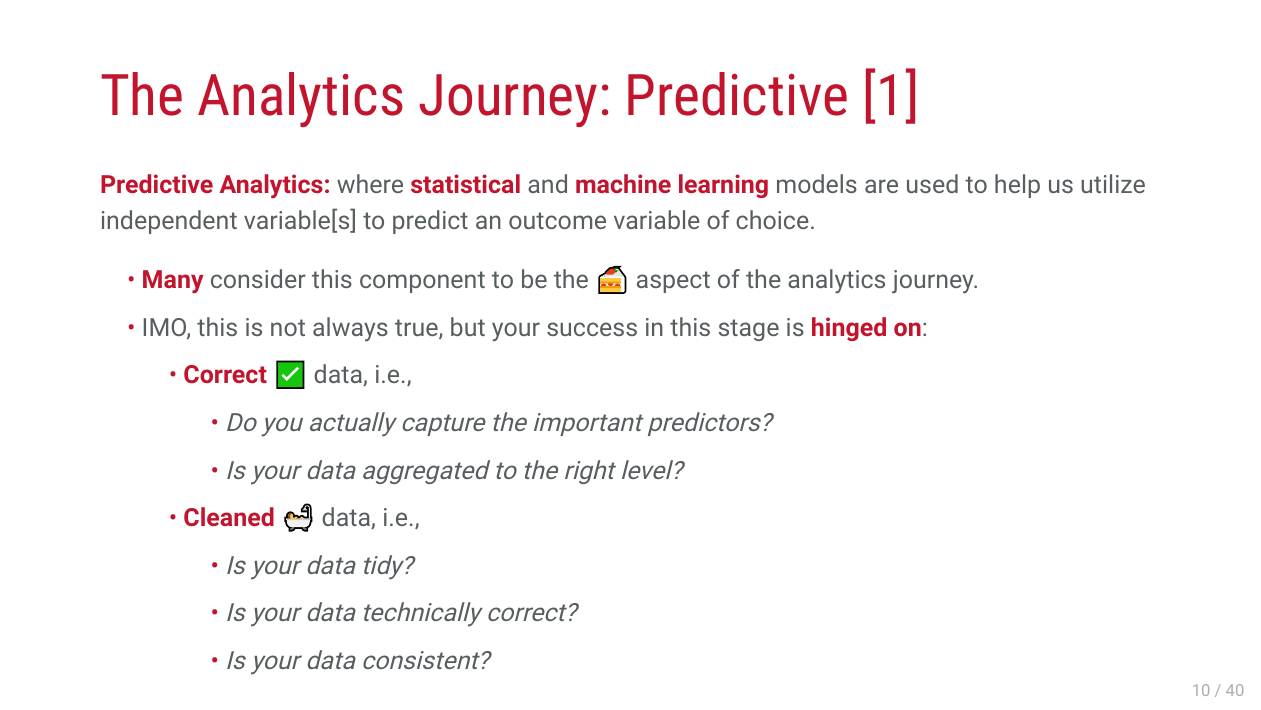 The Analytics Journey: Predictive [1]
Predictive Analytics: where statistical and machine learning models are used to help us utilize
independent variable[s] to predict an outcome variable of choice.
• Many consider this component to be the 🍰 aspect of the analytics journey.
• IMO, this is not always true, but your success in this stage is hinged on:
• Correct ✅ data, i.e.,
• Do you actually capture the important predictors?
• Is your data aggregated to the right level?
• Cleaned 🛀 data, i.e.,
• Is your data tidy?
• Is your data technically correct?
• Is your data consistent?
10 / 40